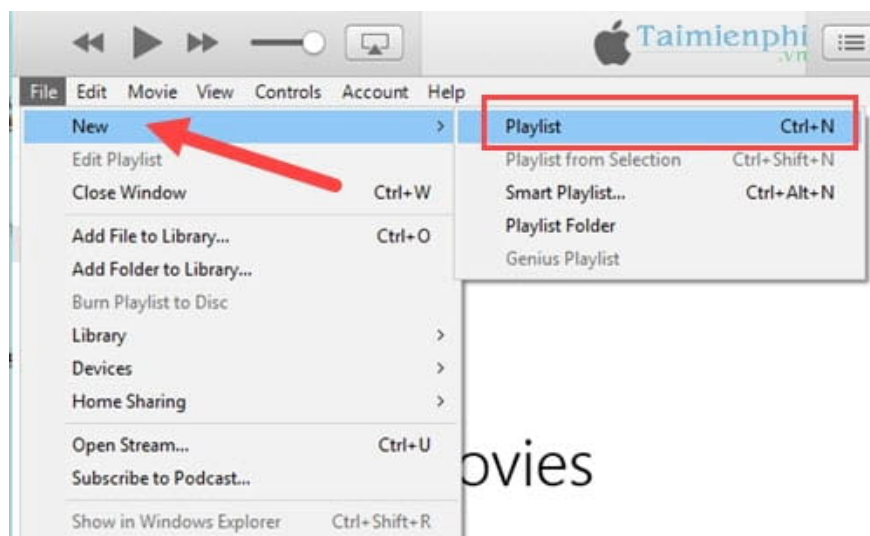 Taimienphi
.vn
File Edit Movie View Controls Account Help
New > Playlist Ctrl+N
Edit Playlist Playlist from Selection Ctrl+Shift+N
Close Window Ctrl+W Smart Playlist... Ctrl+Alt+N
Playlist Folder
Add File to Library... Ctrl+O
Genius Playlist
Add Folder to Library...
Burn Playlist to Disc
Library >
Devices >
Home Sharing >
Open Stream... Ctrl+U
ovies
Subscribe to Podcast...
Show in Windows Explorer Ctrl+Shift+R